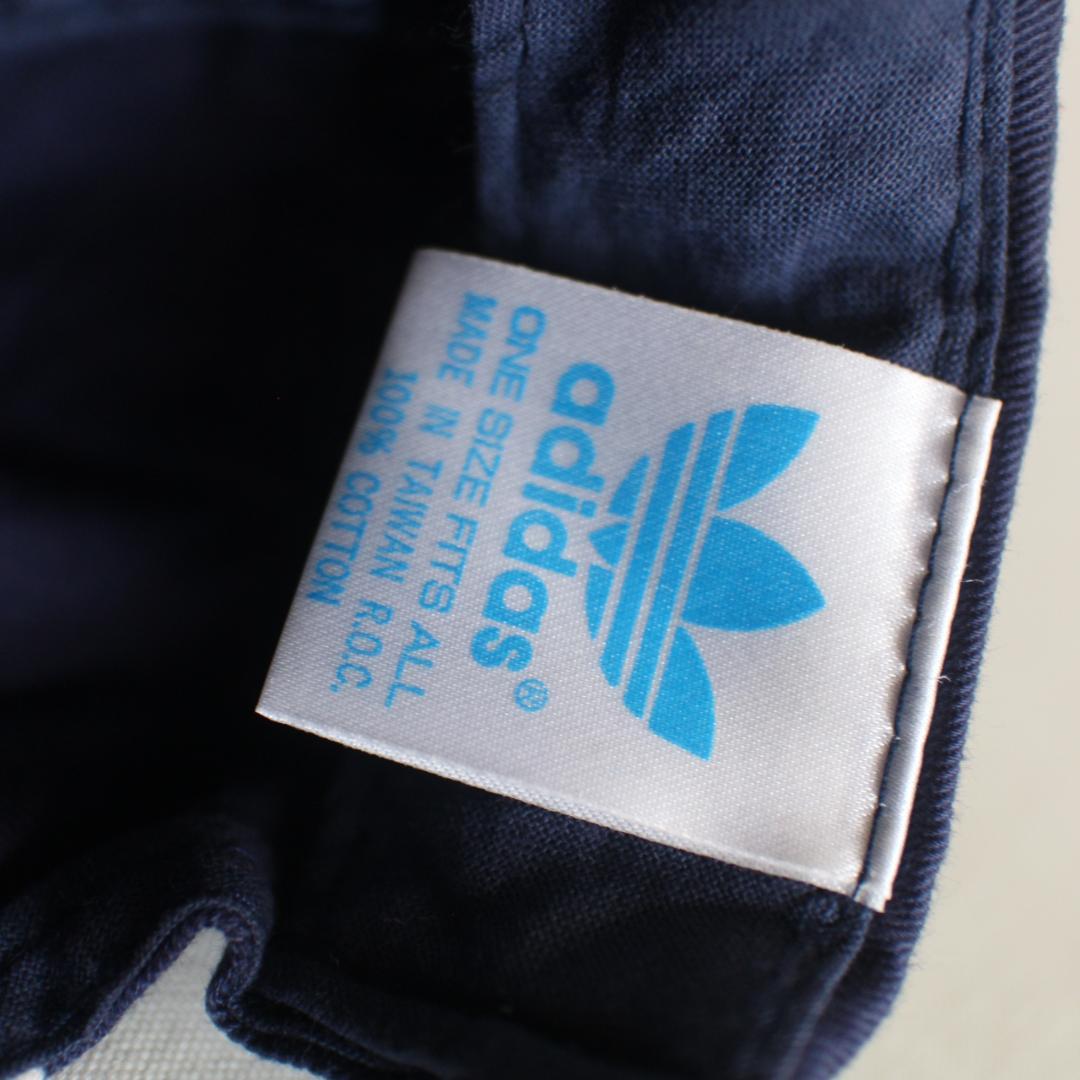 adidas®
ONE SIZE FITS ALL
MADE IN TAIWAN R.O.C.
100% COTTON